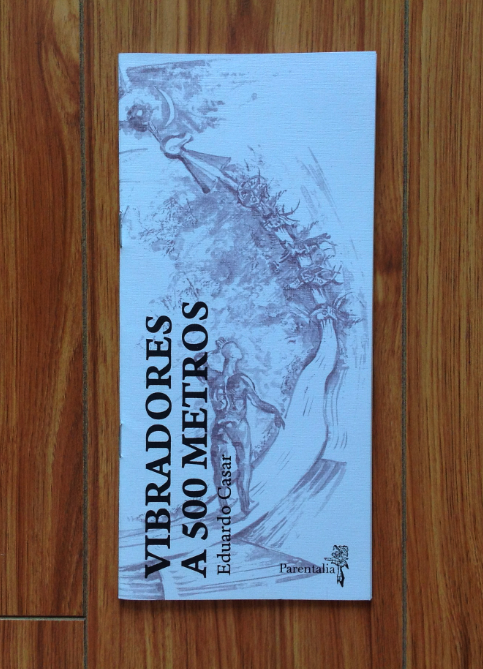 VIBRADORES
A 500 METROS
Eduardo Casar
Parentalia